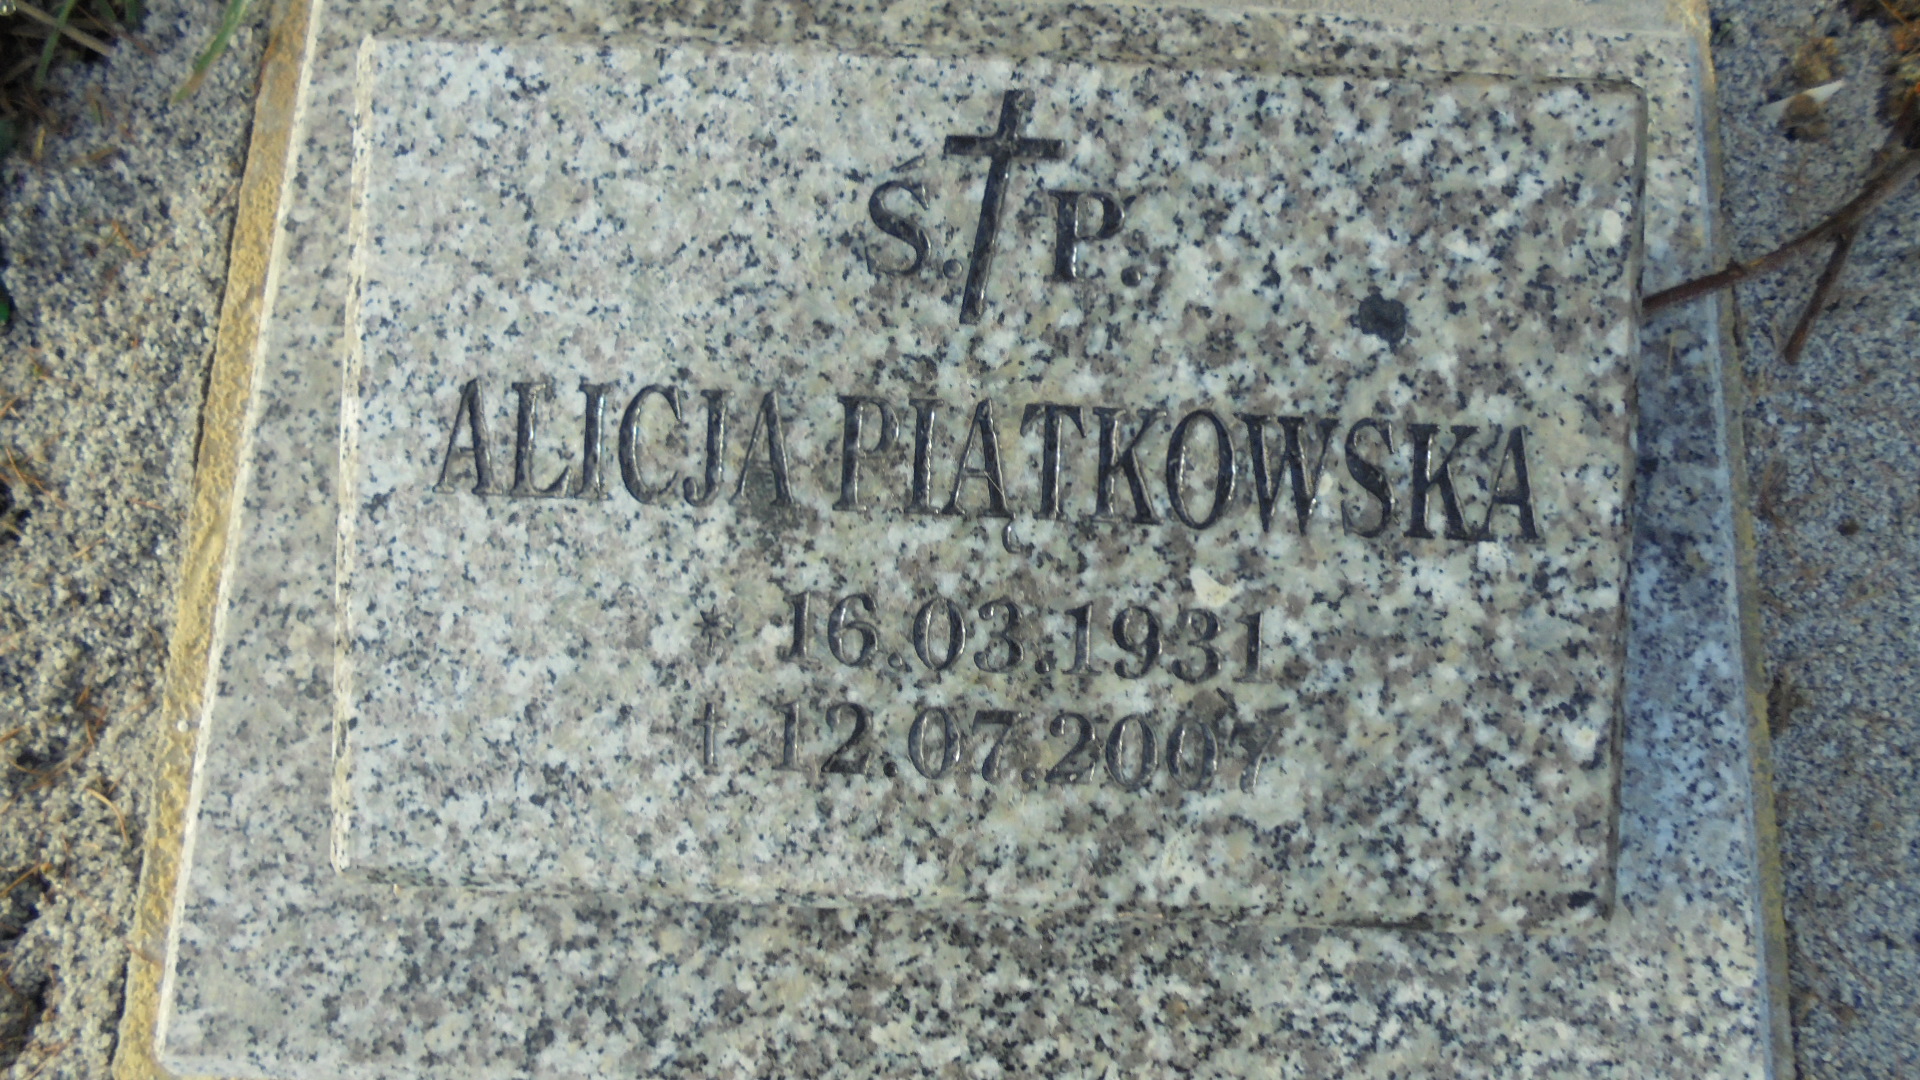 Ś. P.
ALICJA PIĄTKOWSKA
* 16.03.1931
† 12.07.2007